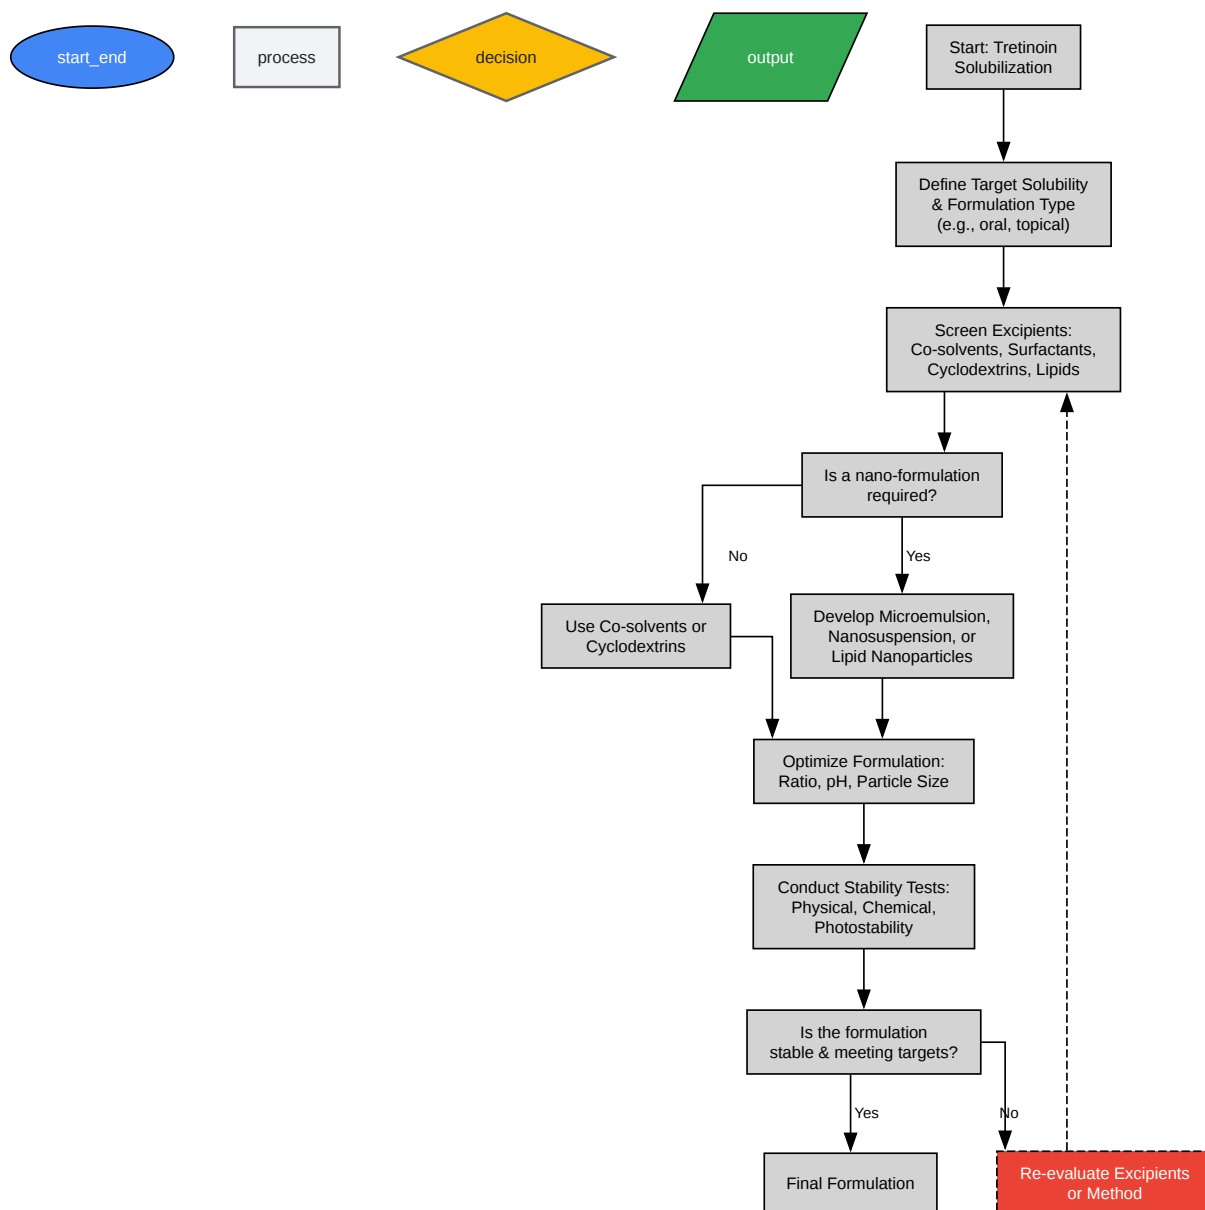 start_end
process
decision
output
Start: Tretinoin
Solubilization
Define Target Solubility
& Formulation Type
(e.g., oral, topical)
Screen Excipients:
Co-solvents, Surfactants,
Cyclodextrins, Lipids
Is a nano-formulation
required?
No
Yes
Use Co-solvents or
Cyclodextrins
Develop Microemulsion,
Nanosuspension, or
Lipid Nanoparticles
Optimize Formulation:
Ratio, pH, Particle Size
Conduct Stability Tests:
Physical, Chemical,
Photostability
Is the formulation
stable & meeting targets?
Yes
No
Final Formulation
Re-evaluate Excipients
or Method